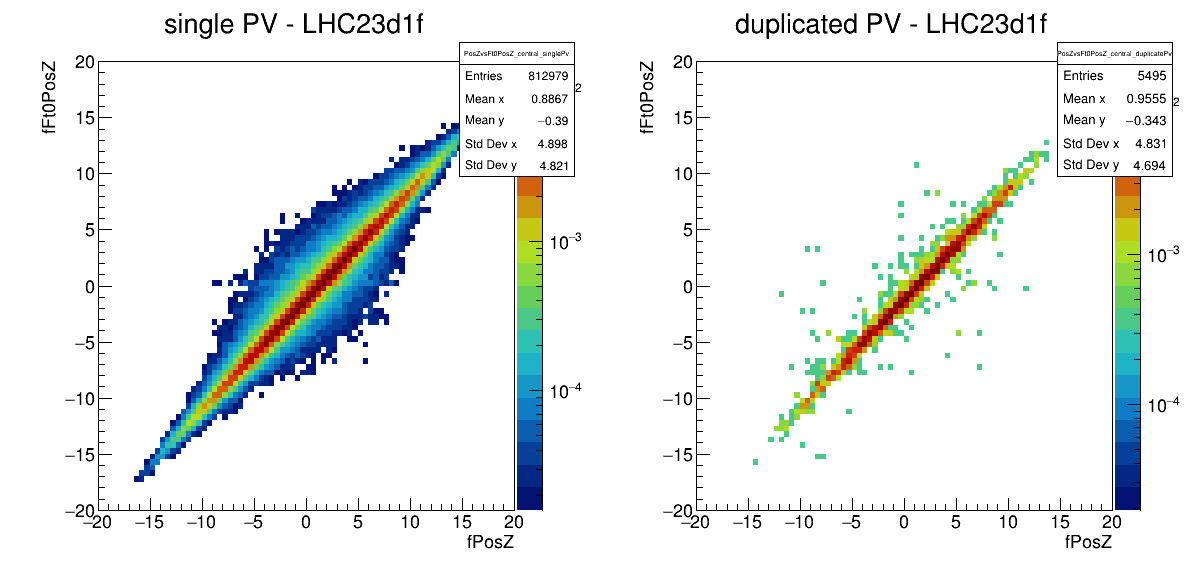 single PV - LHC23d1f
PosZvsFt0PosZ_central_singlePv
Entries 812979
Mean x 0.8867
Mean y −0.39
Std Dev x 4.898
Std Dev y 4.821
fFt0PosZ
20
15
10
5
0
−5
−10
−15
−20
−20 −15 −10 −5 0 5 10 15 20
fPosZ
2
10−3
10−4
duplicated PV - LHC23d1f
PosZvsFt0PosZ_central_duplicatePv
Entries 5495
Mean x 0.9555
Mean y −0.343
Std Dev x 4.831
Std Dev y 4.694
fFt0PosZ
20
15
10
5
0
−5
−10
−15
−20
−20 −15 −10 −5 0 5 10 15 20
fPosZ
2
10−3
10−4